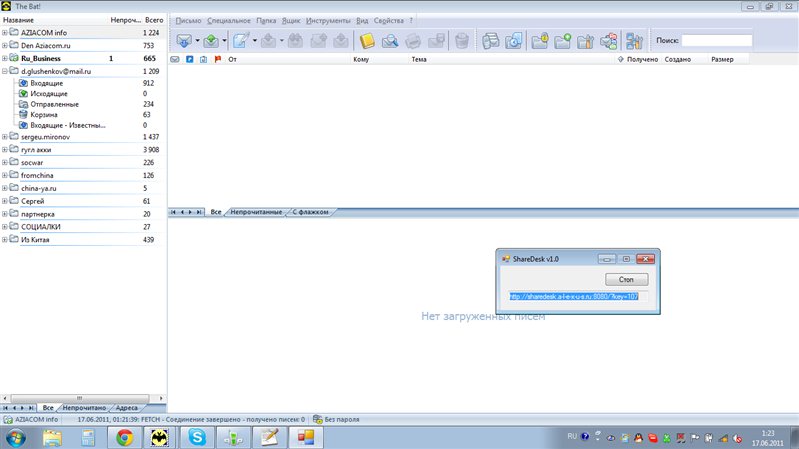 The Bat!
Название Непроч... Всего
AZIACOM info 1 224
Den Aziacom.ru 753
Ru_Business 1 665
d.glushenkov@mail.ru 1 209
Входящие 912
Исходящие 0
Отправленные 234
Корзина 63
Входящие - Известны 0
sergeu.mironov 1 437
гугл акки 3 908
socwar 226
fromchina 126
china-ya.ru 5
Сергей 61
партнерка 20
СОЦИАЛКИ 27
Из Китая 439
Все Непрочитано Адреса
Письмо Специальное Папка Ящик Инструменты Вид Свойства ?
Поиск:
От Кому Тема Получено Создано Размер
Все Непрочитанные С флажком
ShareDesk v1.0
Стоп
http://sharedesk.a-l-e-x-u-s.ru:8080/?key=107
Нет загруженных писем
AZIACOM info 17.06.2011, 01:21:39: FETCH - Соединение завершено - получено писем: 0 Без пароля
RU 1:23
17.06.2011